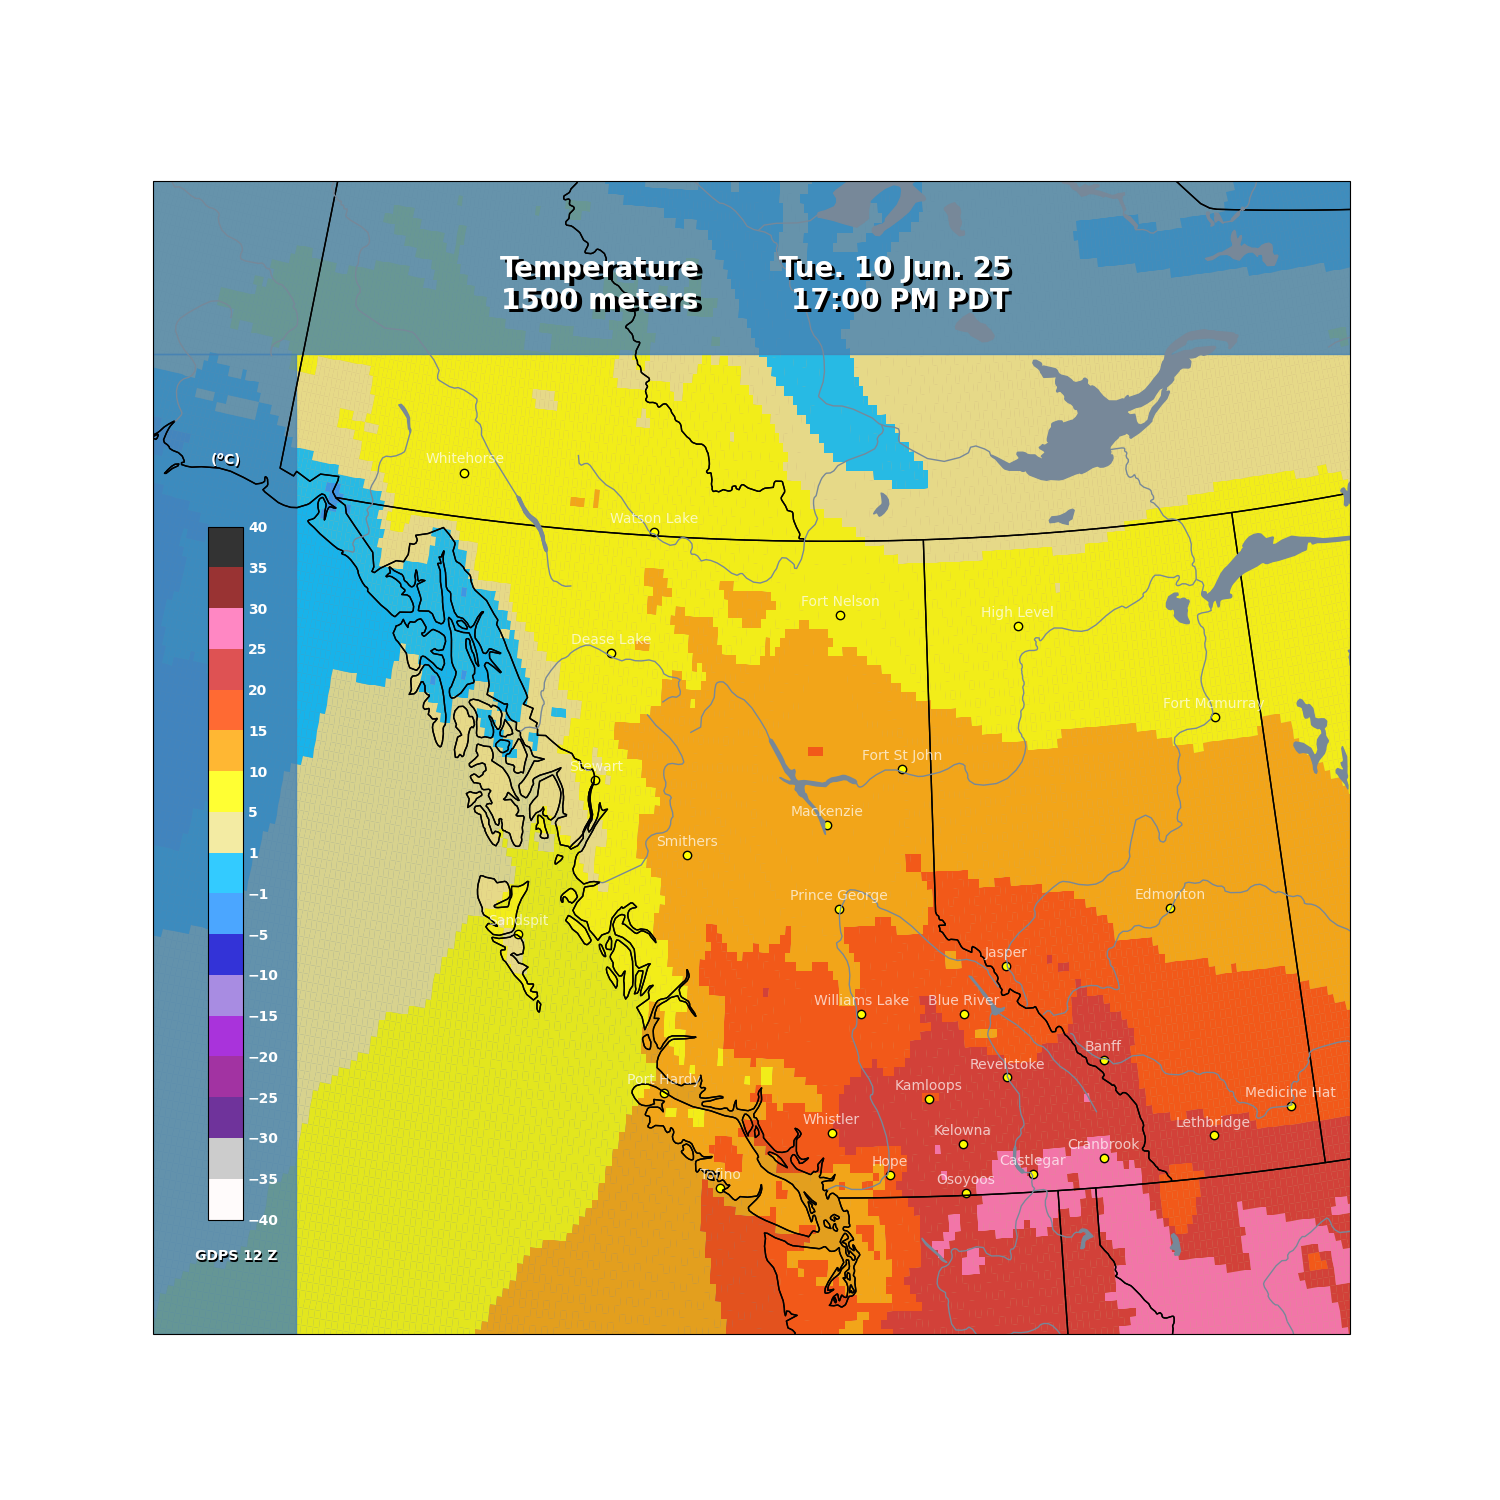 Temperature
1500 meters
Tue. 10 Jun. 25
17:00 PM PDT
(°C)
40
35
30
25
20
15
10
5
1
−1
−5
−10
−15
−20
−25
−30
−35
−40
GDPS 12 Z
Whitehorse
Watson Lake
Fort Nelson
High Level
Dease Lake
Fort Mcmurray
Fort St John
Stewart
Mackenzie
Smithers
Prince George
Edmonton
Sandspit
Jasper
Williams Lake
Blue River
Banff
Revelstoke
Port Hardy
Kamloops
Medicine Hat
Whistler
Lethbridge
Kelowna
Cranbrook
Hope
Castlegar
Tofino
Osoyoos